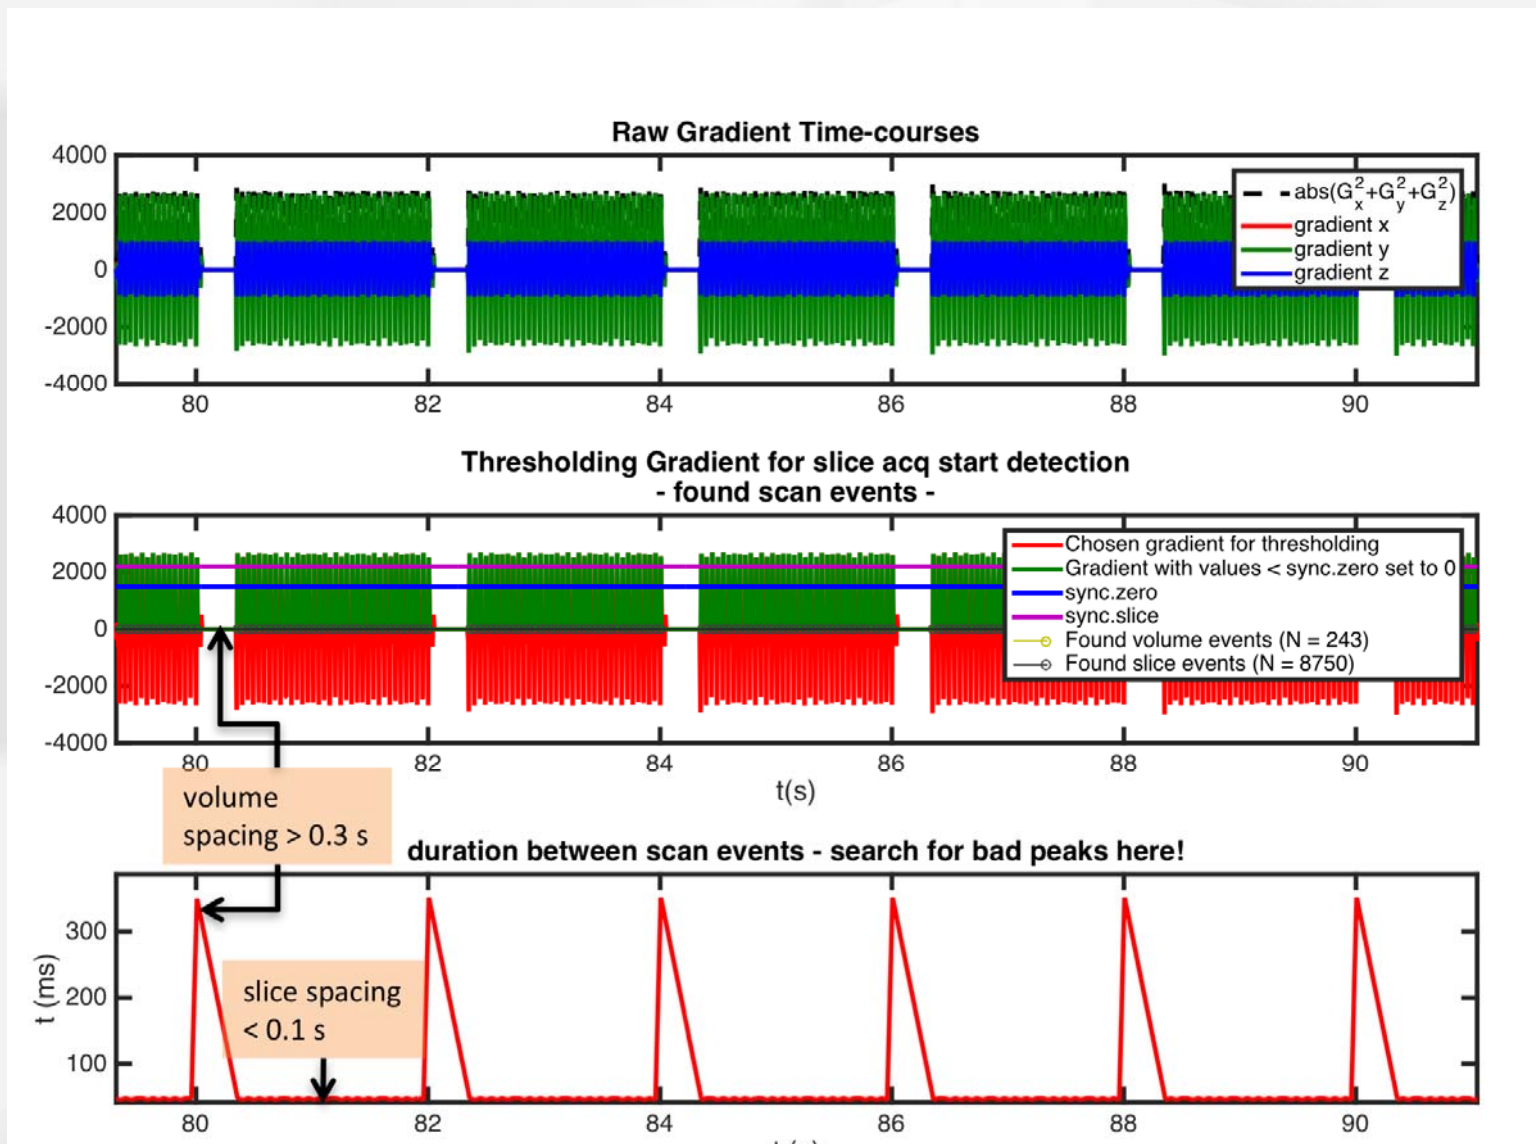 Raw Gradient Time-courses
4000
2000
0
-2000
-4000
abs(G²ₓ+G²ᵧ+G²_z)
gradient x
gradient y
gradient z
80 82 84 86 88 90
Thresholding Gradient for slice acq start detection
- found scan events -
4000
2000
0
-2000
-4000
Chosen gradient for thresholding
Gradient with values < sync.zero set to 0
sync.zero
sync.slice
Found volume events (N = 243)
Found slice events (N = 8750)
80 82 84 86 88 90
t(s)
volume
spacing > 0.3 s
duration between scan events - search for bad peaks here!
t (ms)
300
200
100
slice spacing
< 0.1 s
80 82 84 86 88 90